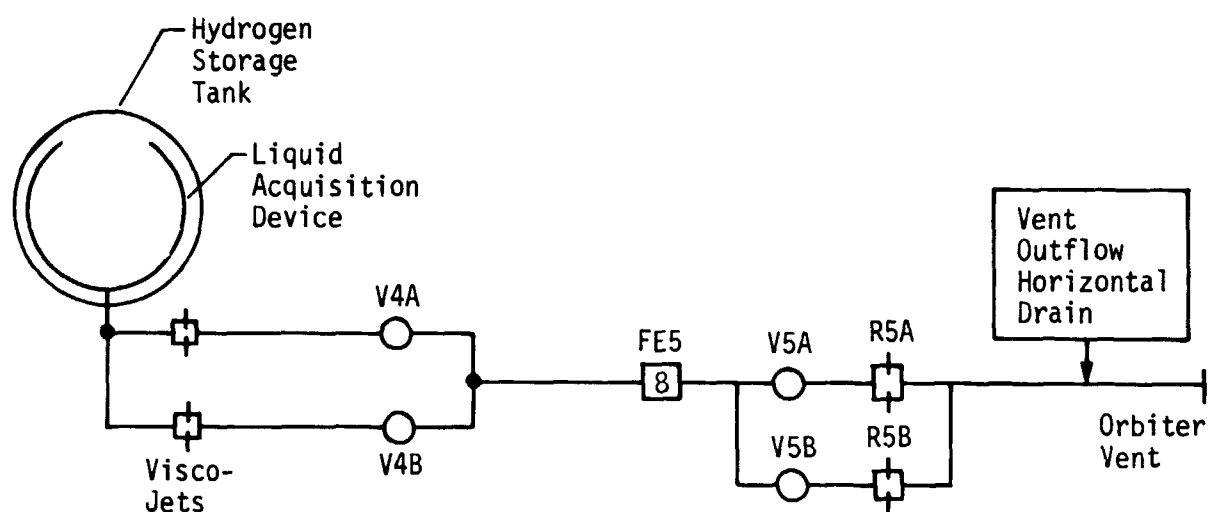 Hydrogen
Storage
Tank
Liquid
Acquisition
Device
V4A
V4B
Visco-
Jets
FE5
8
V5A
R5A
V5B
R5B
Vent
Outflow
Horizontal
Drain
Orbiter
Vent